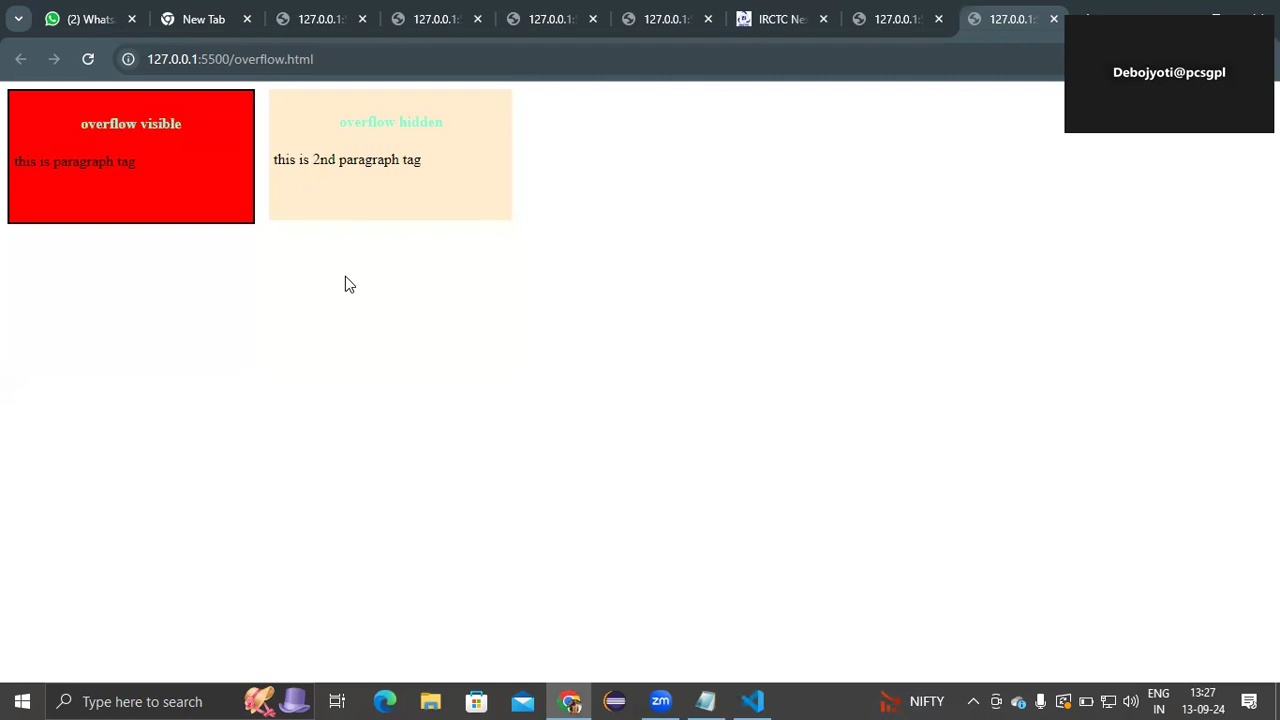 (2) Whats
New Tab
127.0.0.1:
127.0.0.1:
127.0.0.1:
127.0.0.1:
IRCTC Ne
127.0.0.1:
127.0.0.1:
127.0.0.1:5500/overflow.html
Debojyoti@pcsgpl
overflow visible
this is paragraph tag
overflow hidden
this is 2nd paragraph tag
Type here to search
zm
NIFTY
ENG
IN
13:27
13-09-24